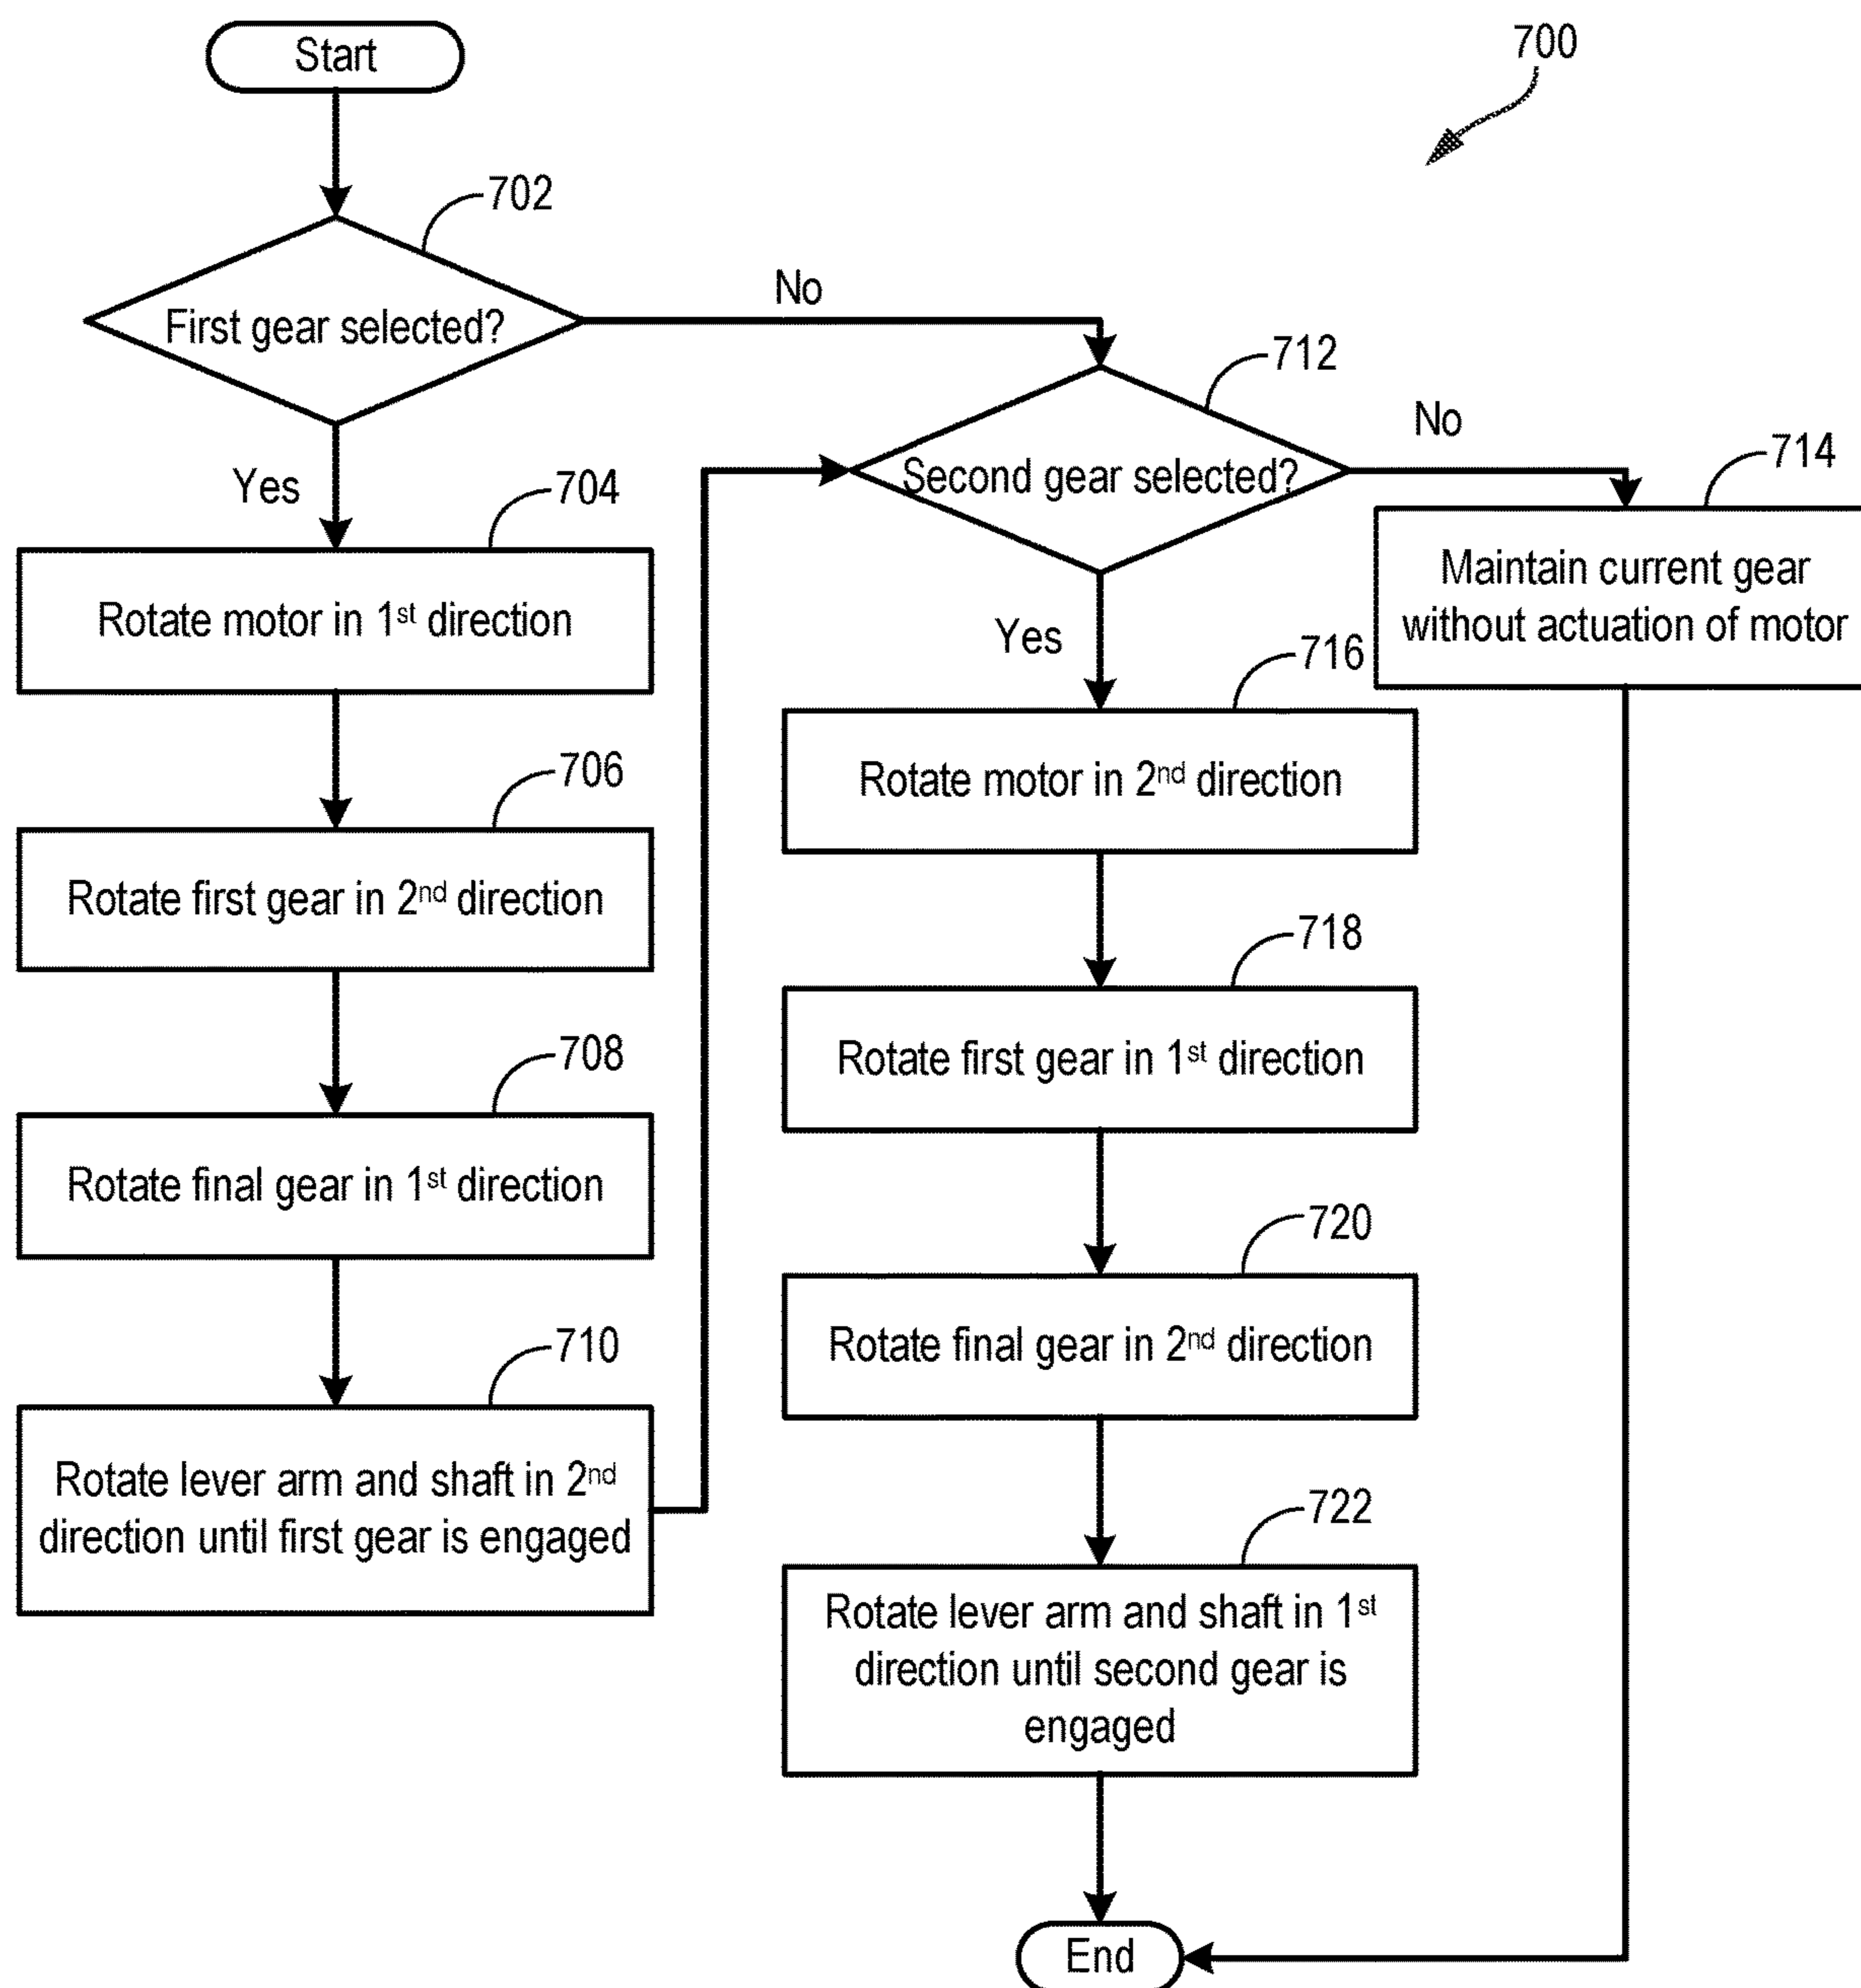 Start
700
702
First gear selected?
No
Yes
704
Rotate motor in 1st direction
706
Rotate first gear in 2nd direction
708
Rotate final gear in 1st direction
710
Rotate lever arm and shaft in 2nd
direction until first gear is engaged
712
Second gear selected?
No
714
Maintain current gear
without actuation of motor
Yes
716
Rotate motor in 2nd direction
718
Rotate first gear in 1st direction
720
Rotate final gear in 2nd direction
722
Rotate lever arm and shaft in 1st
direction until second gear is
engaged
End